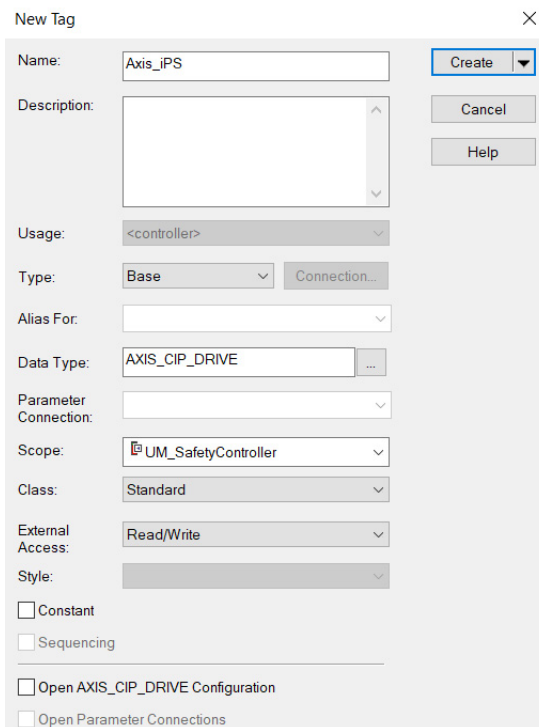 New Tag
Name:
Axis_iPS
Create
Description:
Cancel
Help
Usage:
<controller>
Type:
Base
Connection...
Alias For:
Data Type:
AXIS_CIP_DRIVE
...
Parameter
Connection:
Scope:
UM_SafetyController
Class:
Standard
External
Access:
Read/Write
Style:
Constant
Sequencing
Open AXIS_CIP_DRIVE Configuration
Open Parameter Connections